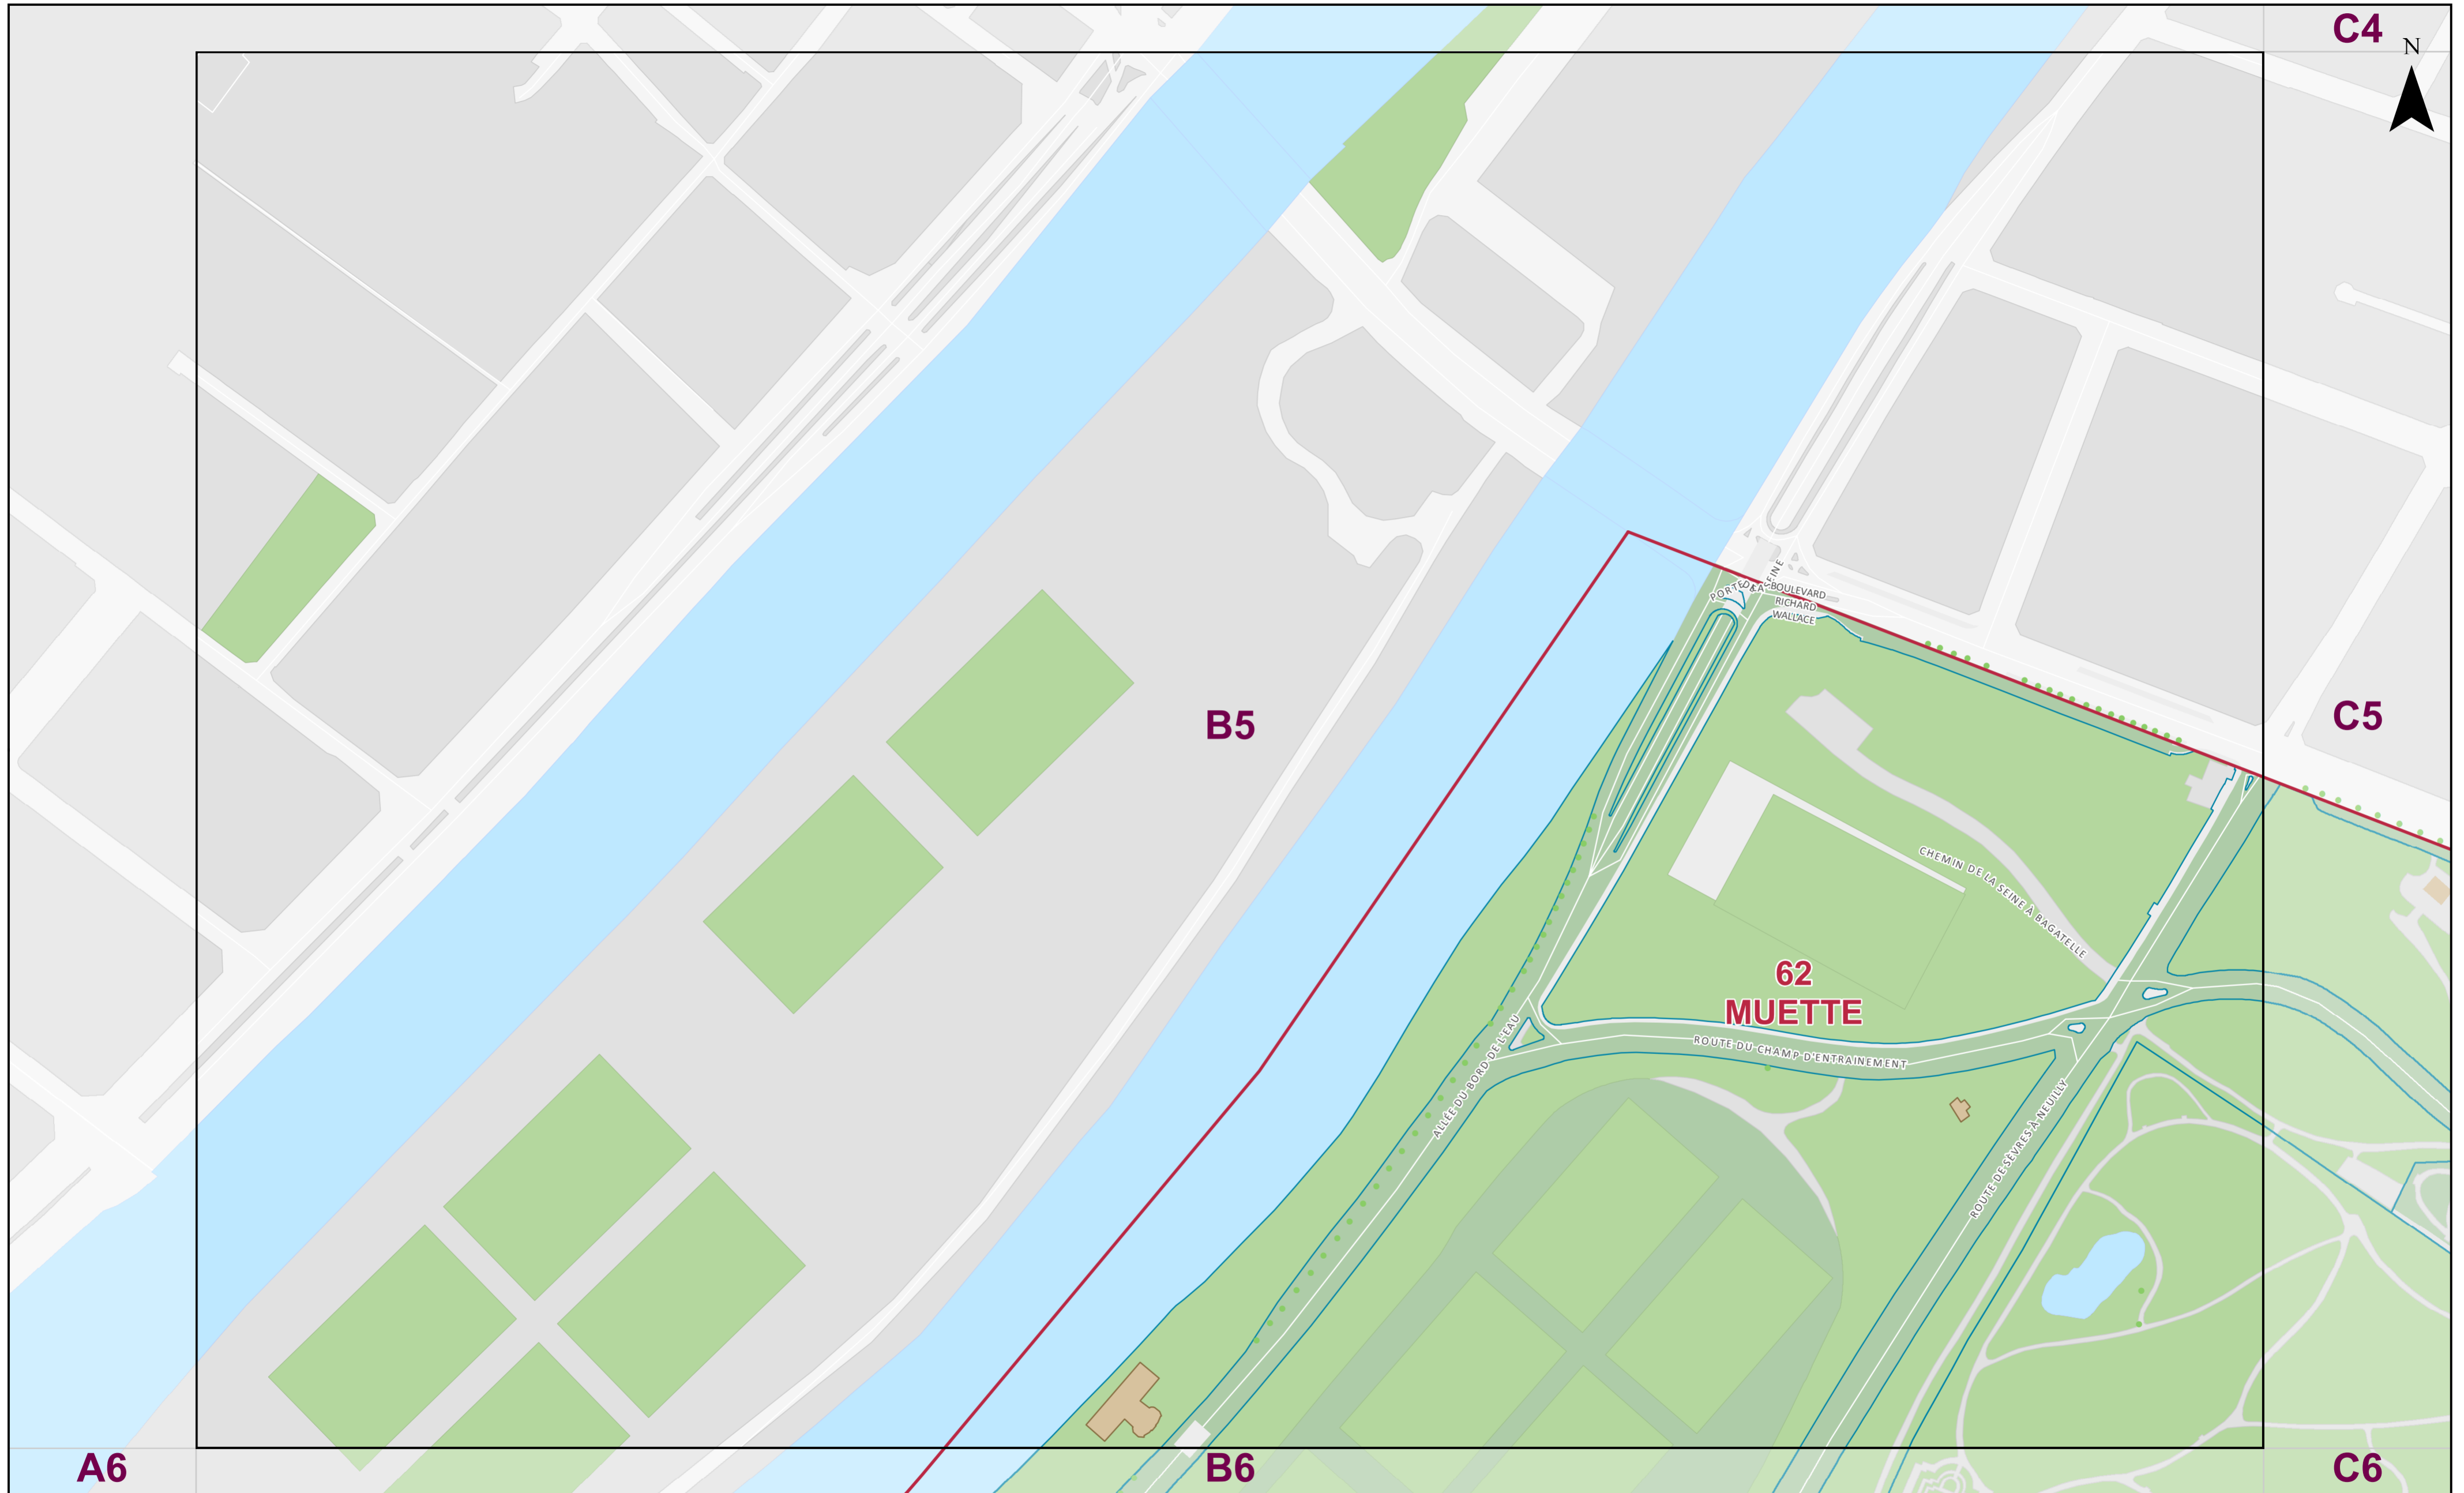 C4
N
PORTE DE LA SEINE
BOULEVARD
RICHARD
WALLACE
B5
C5
CHEMIN DE LA SEINE À BAGATELLE
62
MUETTE
ALLÉE DU BORD DE L'EAU
ROUTE DU CHAMP D'ENTRAINEMENT
ROUTE DE SÈVRES À NEUILLY
A6
B6
C6